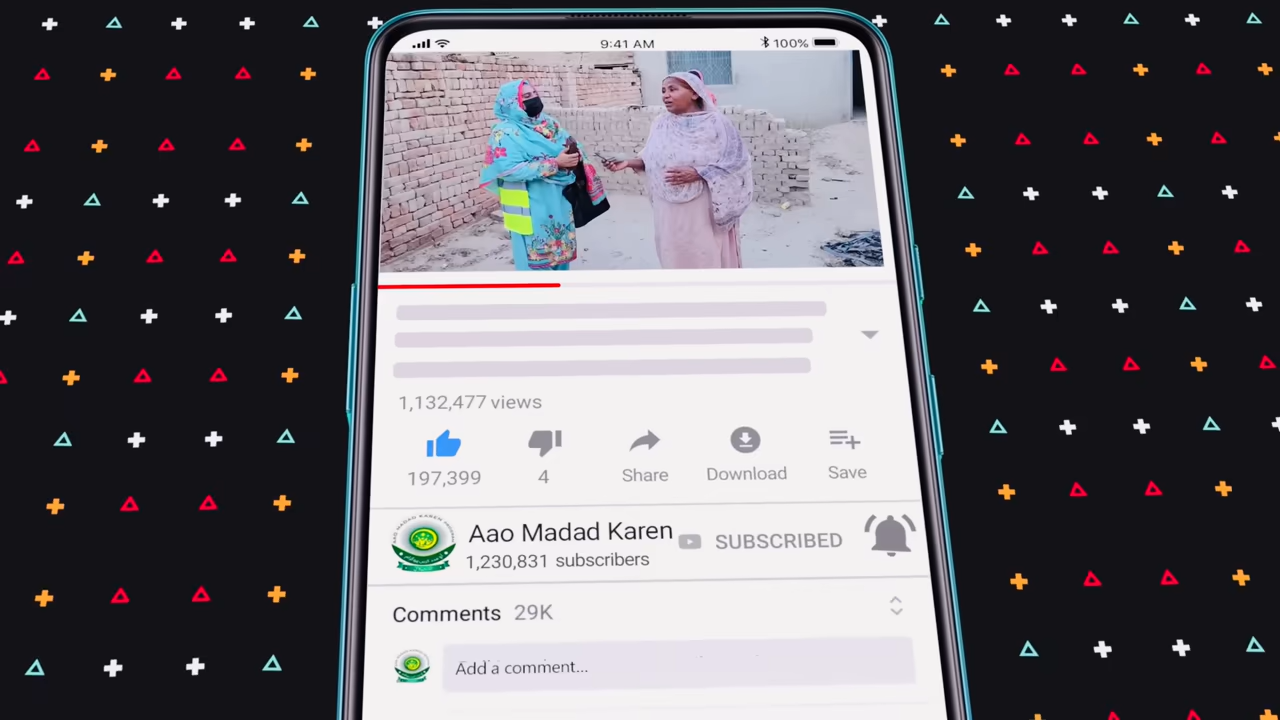 9:41 AM
100%
1,132,477 views
197,399
4
Share
Download
Save
Aao Madad Karen
SUBSCRIBED
1,230,831 subscribers
Comments 29K
Add a comment...